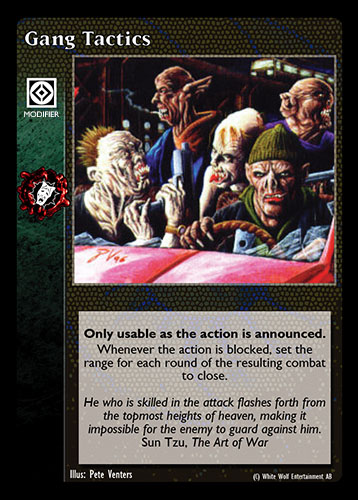 Gang Tactics
MODIFIER
PV96
Only usable as the action is announced.
Whenever the action is blocked, set the
range for each round of the resulting combat
to close.
He who is skilled in the attack flashes forth from
the topmost heights of heaven, making it
impossible for the enemy to guard against him.
Sun Tzu, The Art of War
Illus: Pete Venters
(C) White Wolf Entertainment AB